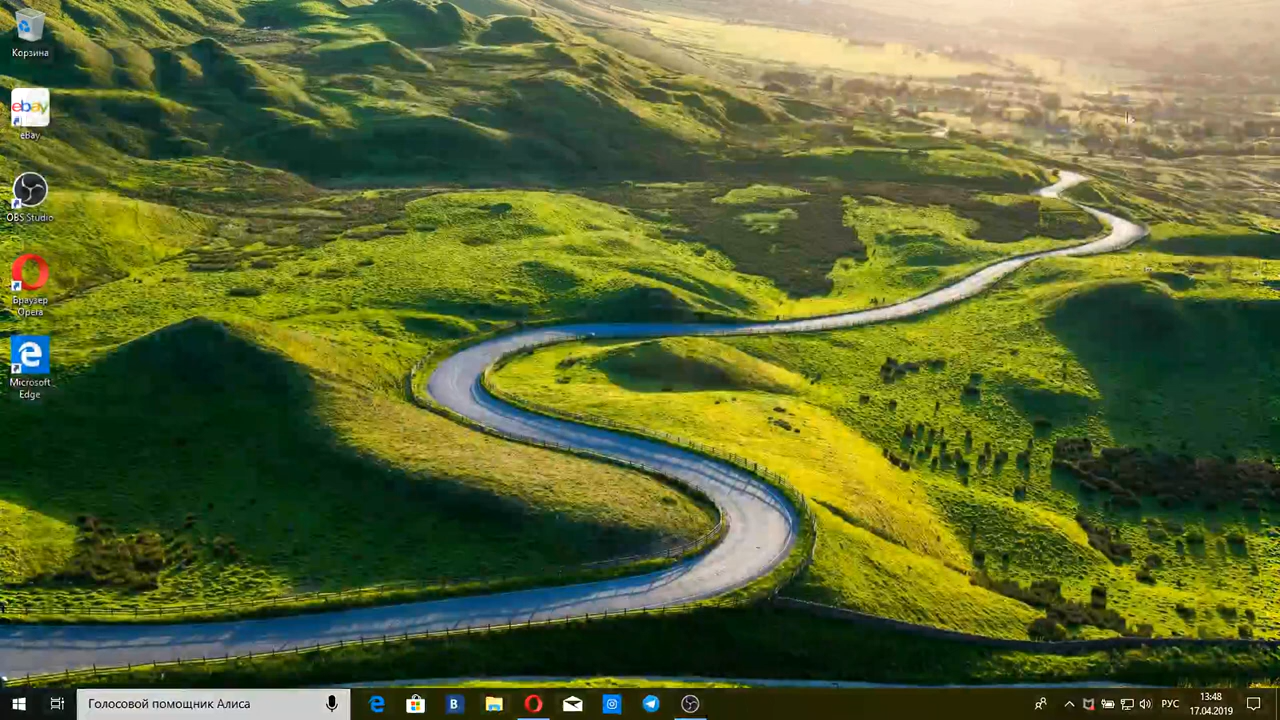 Корзина
ebay
eBay
OBS Studio
Браузер
Opera
Microsoft
Edge
Голосовой помощник Алиса
B
РУС
13:48
17.04.2019